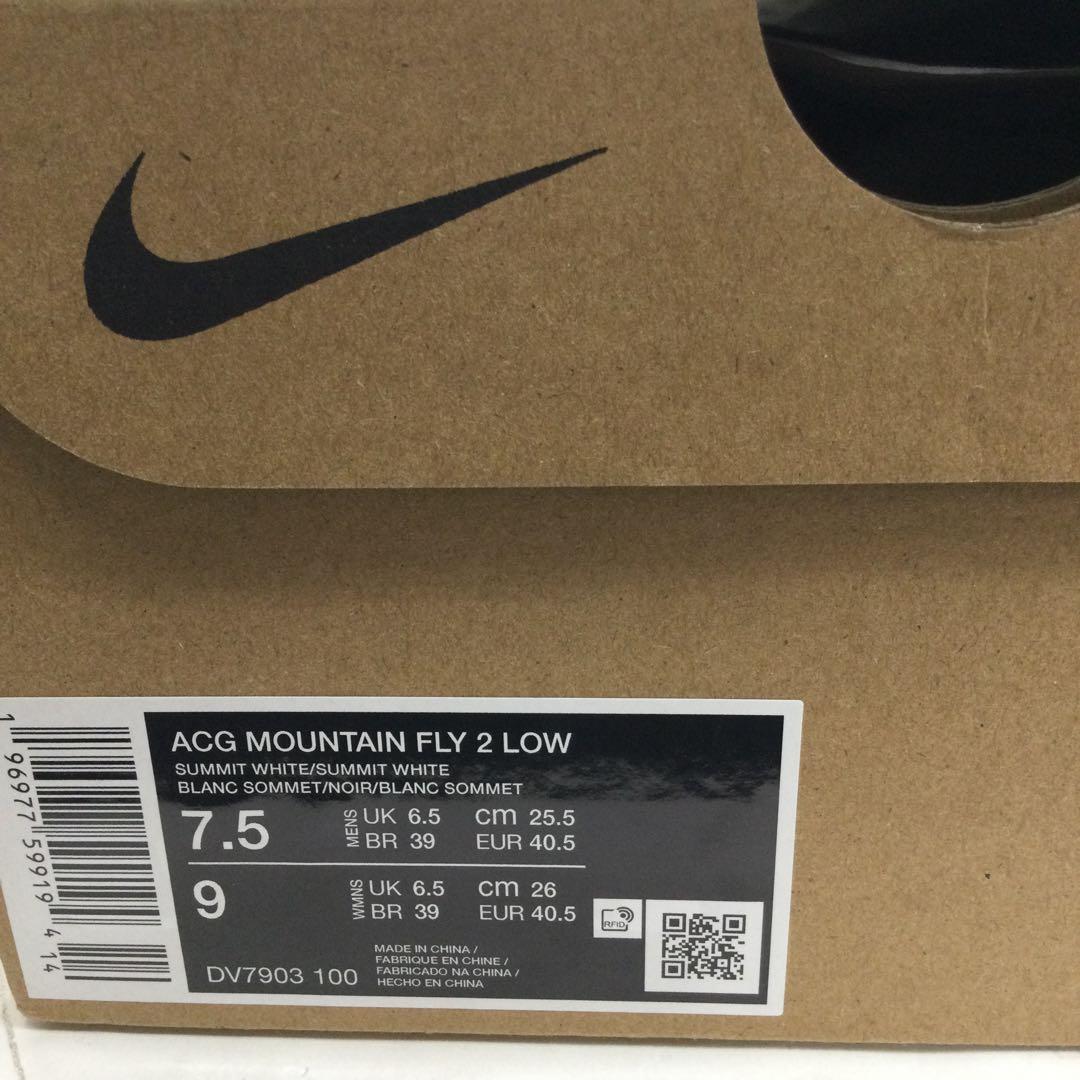 ACG MOUNTAIN FLY 2 LOW
SUMMIT WHITE/SUMMIT WHITE
BLANC SOMMET/NOIR/BLANC SOMMET
7.5 MENS UK 6.5 cm 25.5
BR 39 EUR 40.5
9 WMNS UK 6.5 cm 26
BR 39 EUR 40.5
RFID
MADE IN CHINA /
FABRIQUE EN CHINE /
FABRICADO NA CHINA /
HECHO EN CHINA
DV7903 100
1 96977 59919 4 14